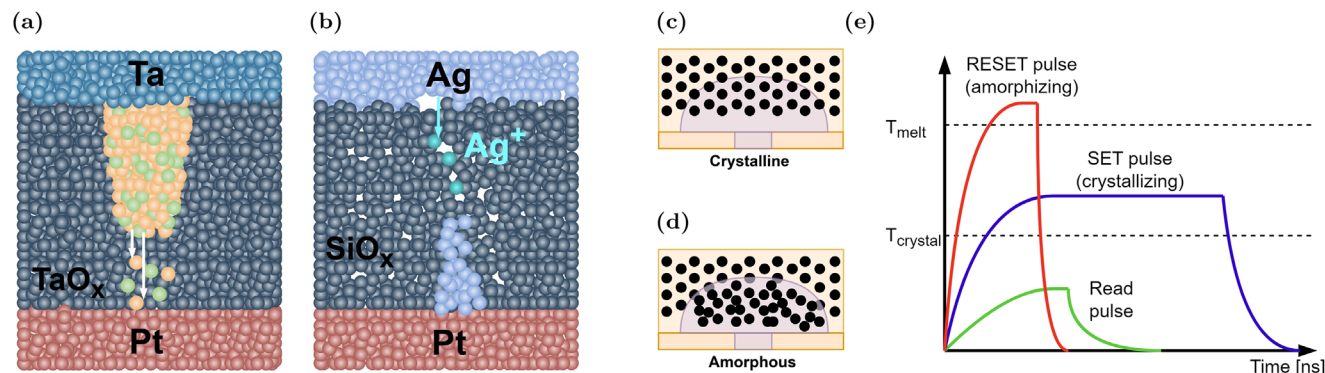 (a)
Ta
TaOx
Pt
(b)
Ag
Ag+
SiOx
Pt
(c)
Crystalline
(d)
Amorphous
(e)
RESET pulse
(amorphizing)
Tmelt
SET pulse
(crystallizing)
Tcrystal
Read
pulse
Time [ns]